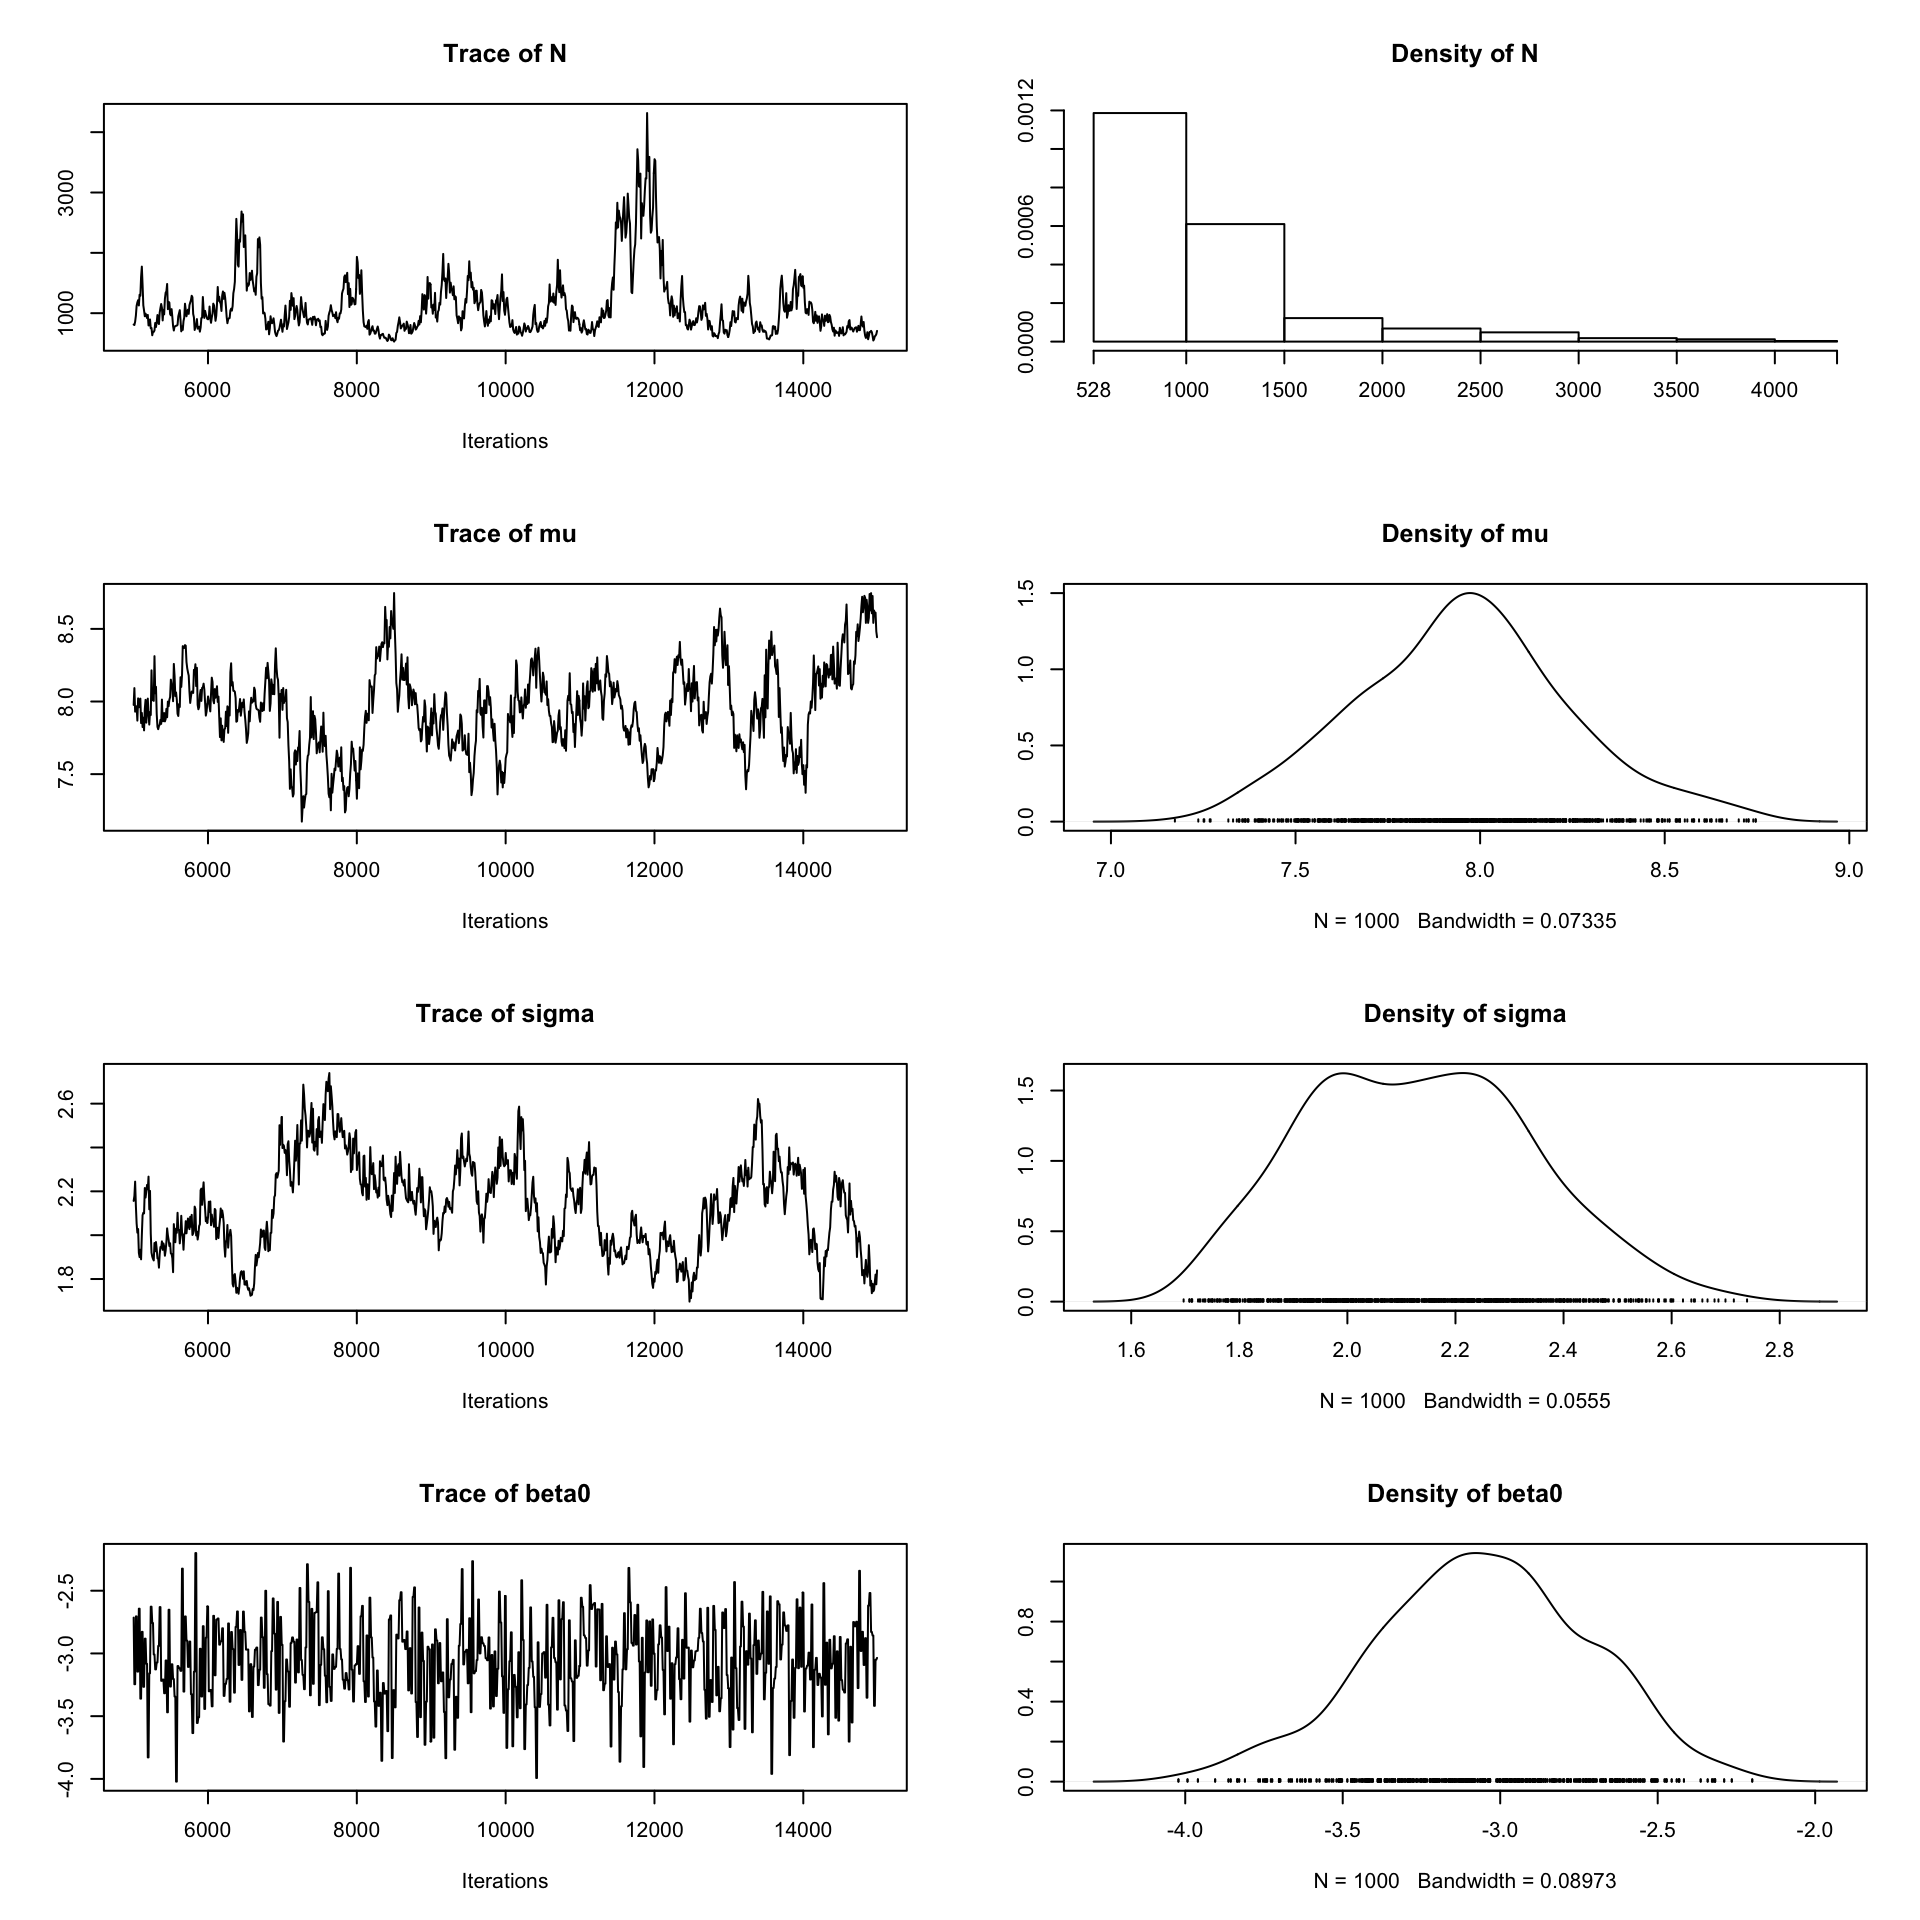 Trace of N
Density of N
3000
1000
6000 8000 10000 12000 14000
Iterations
0.0012
0.0006
0.0000
528 1000 1500 2000 2500 3000 3500 4000
Trace of mu
Density of mu
8.5
8.0
7.5
6000 8000 10000 12000 14000
Iterations
1.5
1.0
0.5
0.0
7.0 7.5 8.0 8.5 9.0
N = 1000 Bandwidth = 0.07335
Trace of sigma
Density of sigma
2.6
2.2
1.8
6000 8000 10000 12000 14000
Iterations
1.5
1.0
0.5
0.0
1.6 1.8 2.0 2.2 2.4 2.6 2.8
N = 1000 Bandwidth = 0.0555
Trace of beta0
Density of beta0
-2.5
-3.0
-3.5
-4.0
6000 8000 10000 12000 14000
Iterations
0.8
0.4
0.0
-4.0 -3.5 -3.0 -2.5 -2.0
N = 1000 Bandwidth = 0.08973